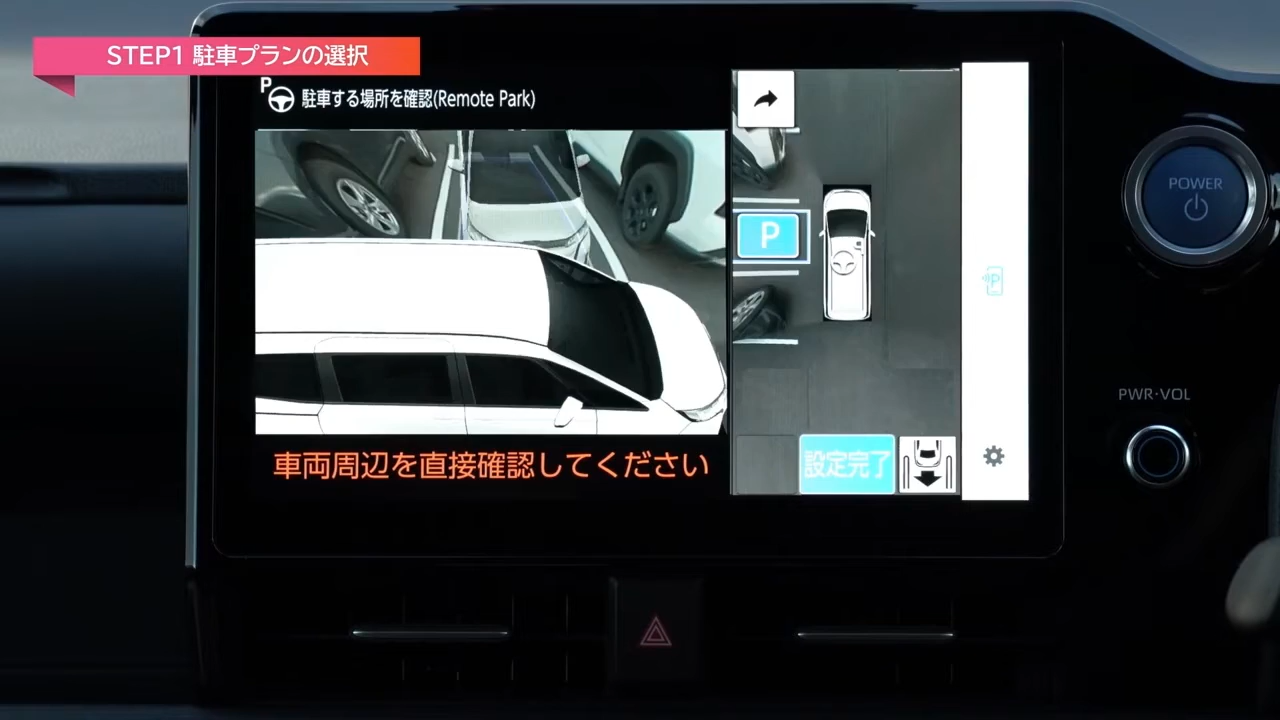 STEP1 駐車プランの選択
P
駐車する場所を確認(Remote Park)
P
P
設定完了
車両周辺を直接確認してください
POWER
PWR·VOL